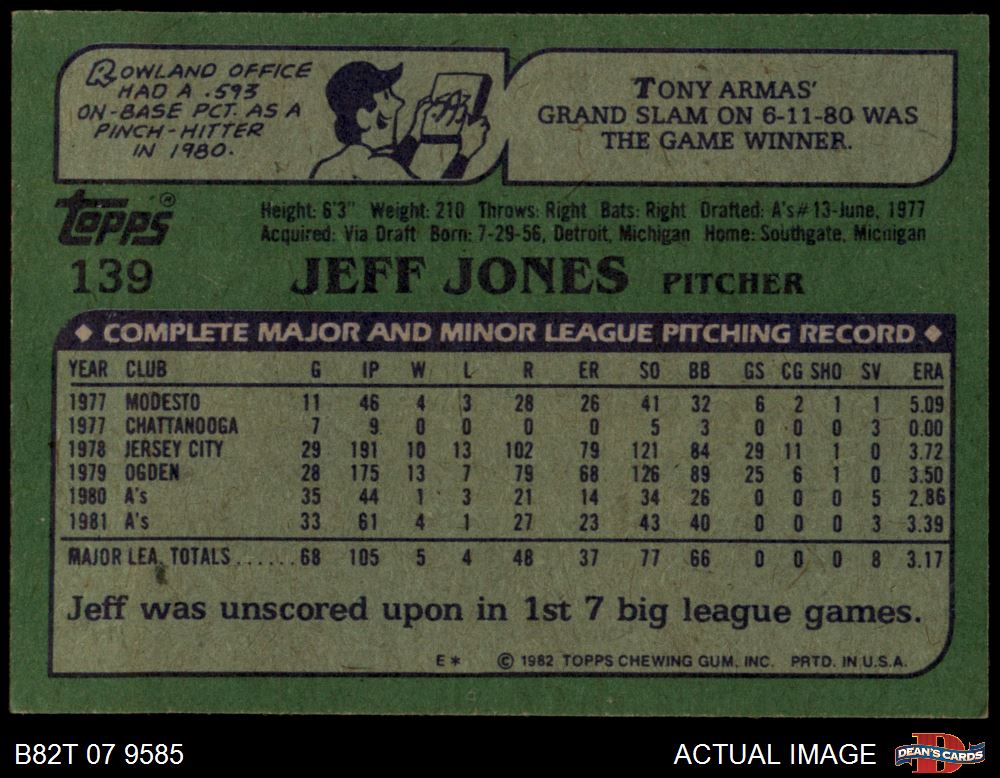 ROWLAND OFFICE
HAD A .593
ON-BASE PCT. AS A
PINCH-HITTER
IN 1980.
TONY ARMAS'
GRAND SLAM ON 6-11-80 WAS
THE GAME WINNER.
Topps®
Height: 6'3" Weight: 210 Throws: Right Bats: Right Drafted: A's#13-June, 1977
Acquired: Via Draft Born: 7-29-56, Detroit, Michigan Home: Southgate, Michigan
139 JEFF JONES PITCHER
◆ COMPLETE MAJOR AND MINOR LEAGUE PITCHING RECORD ◆
YEAR CLUB G IP W L R ER SO BB GS CG SHO SV ERA
1977 MODESTO 11 46 4 3 28 26 41 32 6 2 1 1 5.09
1977 CHATTANOOGA 7 9 0 0 0 0 5 3 0 0 0 3 0.00
1978 JERSEY CITY 29 191 10 13 102 79 121 84 29 11 1 0 3.72
1979 OGDEN 28 175 13 7 79 68 126 89 25 6 1 0 3.50
1980 A's 35 44 1 3 21 14 34 26 0 0 0 5 2.86
1981 A's 33 61 4 1 27 23 43 40 0 0 0 3 3.39
MAJOR LEA. TOTALS ...... 68 105 5 4 48 37 77 66 0 0 0 8 3.17
Jeff was unscored upon in 1st 7 big league games.
E* © 1982 TOPPS CHEWING GUM, INC. PRTD. IN U.S.A.
B82T 07 9585
ACTUAL IMAGE
D
DEAN'S CARDS